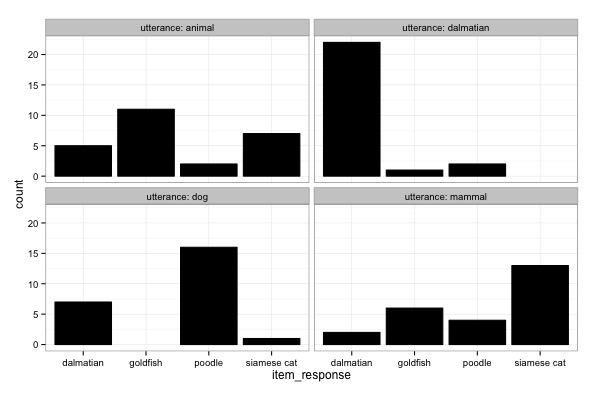 utterance: animal
utterance: dalmatian
20
15
10
5
0
utterance: dog
utterance: mammal
20
15
10
5
0
count
dalmatian goldfish poodle siamese cat
dalmatian goldfish poodle siamese cat
item_response